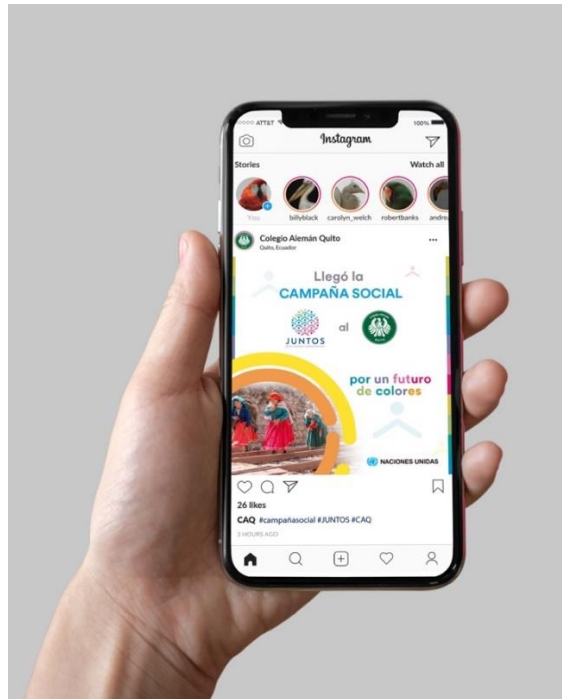 ATT&T
100%
Instagram
Stories
Watch all
You
billyblack
carolyn_welch
robertbanks
Colegio Alemán Quito
Quito, Ecuador
Llegó la
CAMPAÑA SOCIAL
JUNTOS
al
por un futuro
de colores
NACIONES UNIDAS
26 likes
CAQ #campañasocial #JUNTOS #CAQ
3 HOURS AGO